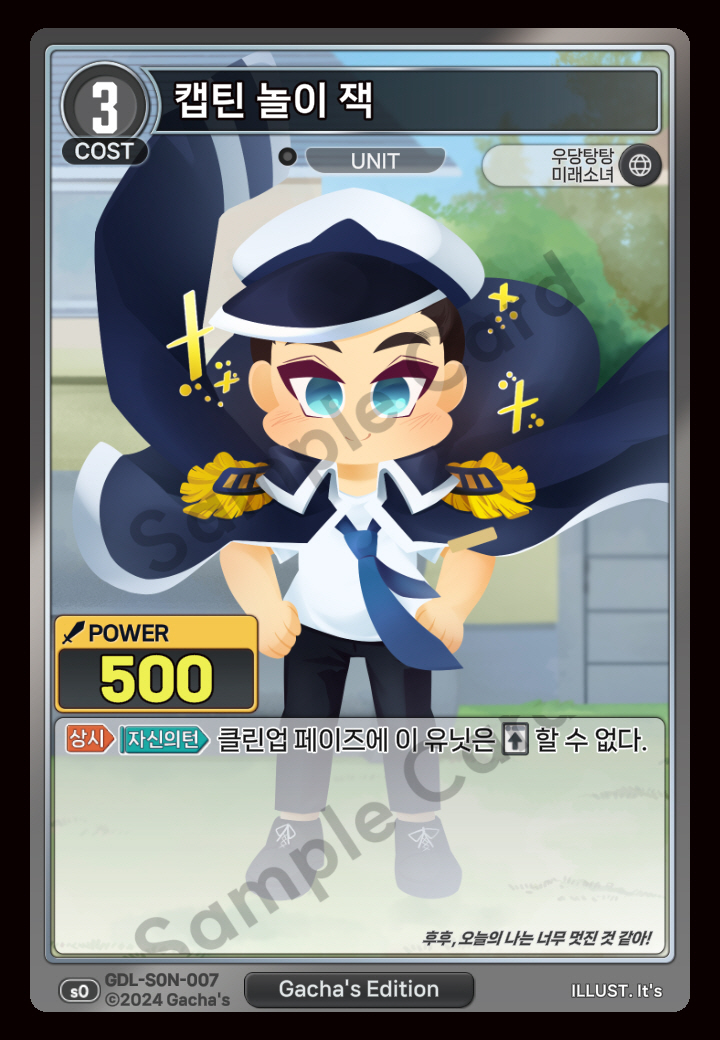 3
COST
캡틴 놀이 잭
UNIT
우당탕탕
미래소녀
Sample Card
POWER
500
상시 자신의턴 클린업 페이즈에 이 유닛은 할 수 없다.
Sample Card
후후, 오늘의 나는 너무 멋진 것 같아!
s0
GDL-S0N-007
©2024 Gacha's
Gacha's Edition
ILLUST. It's